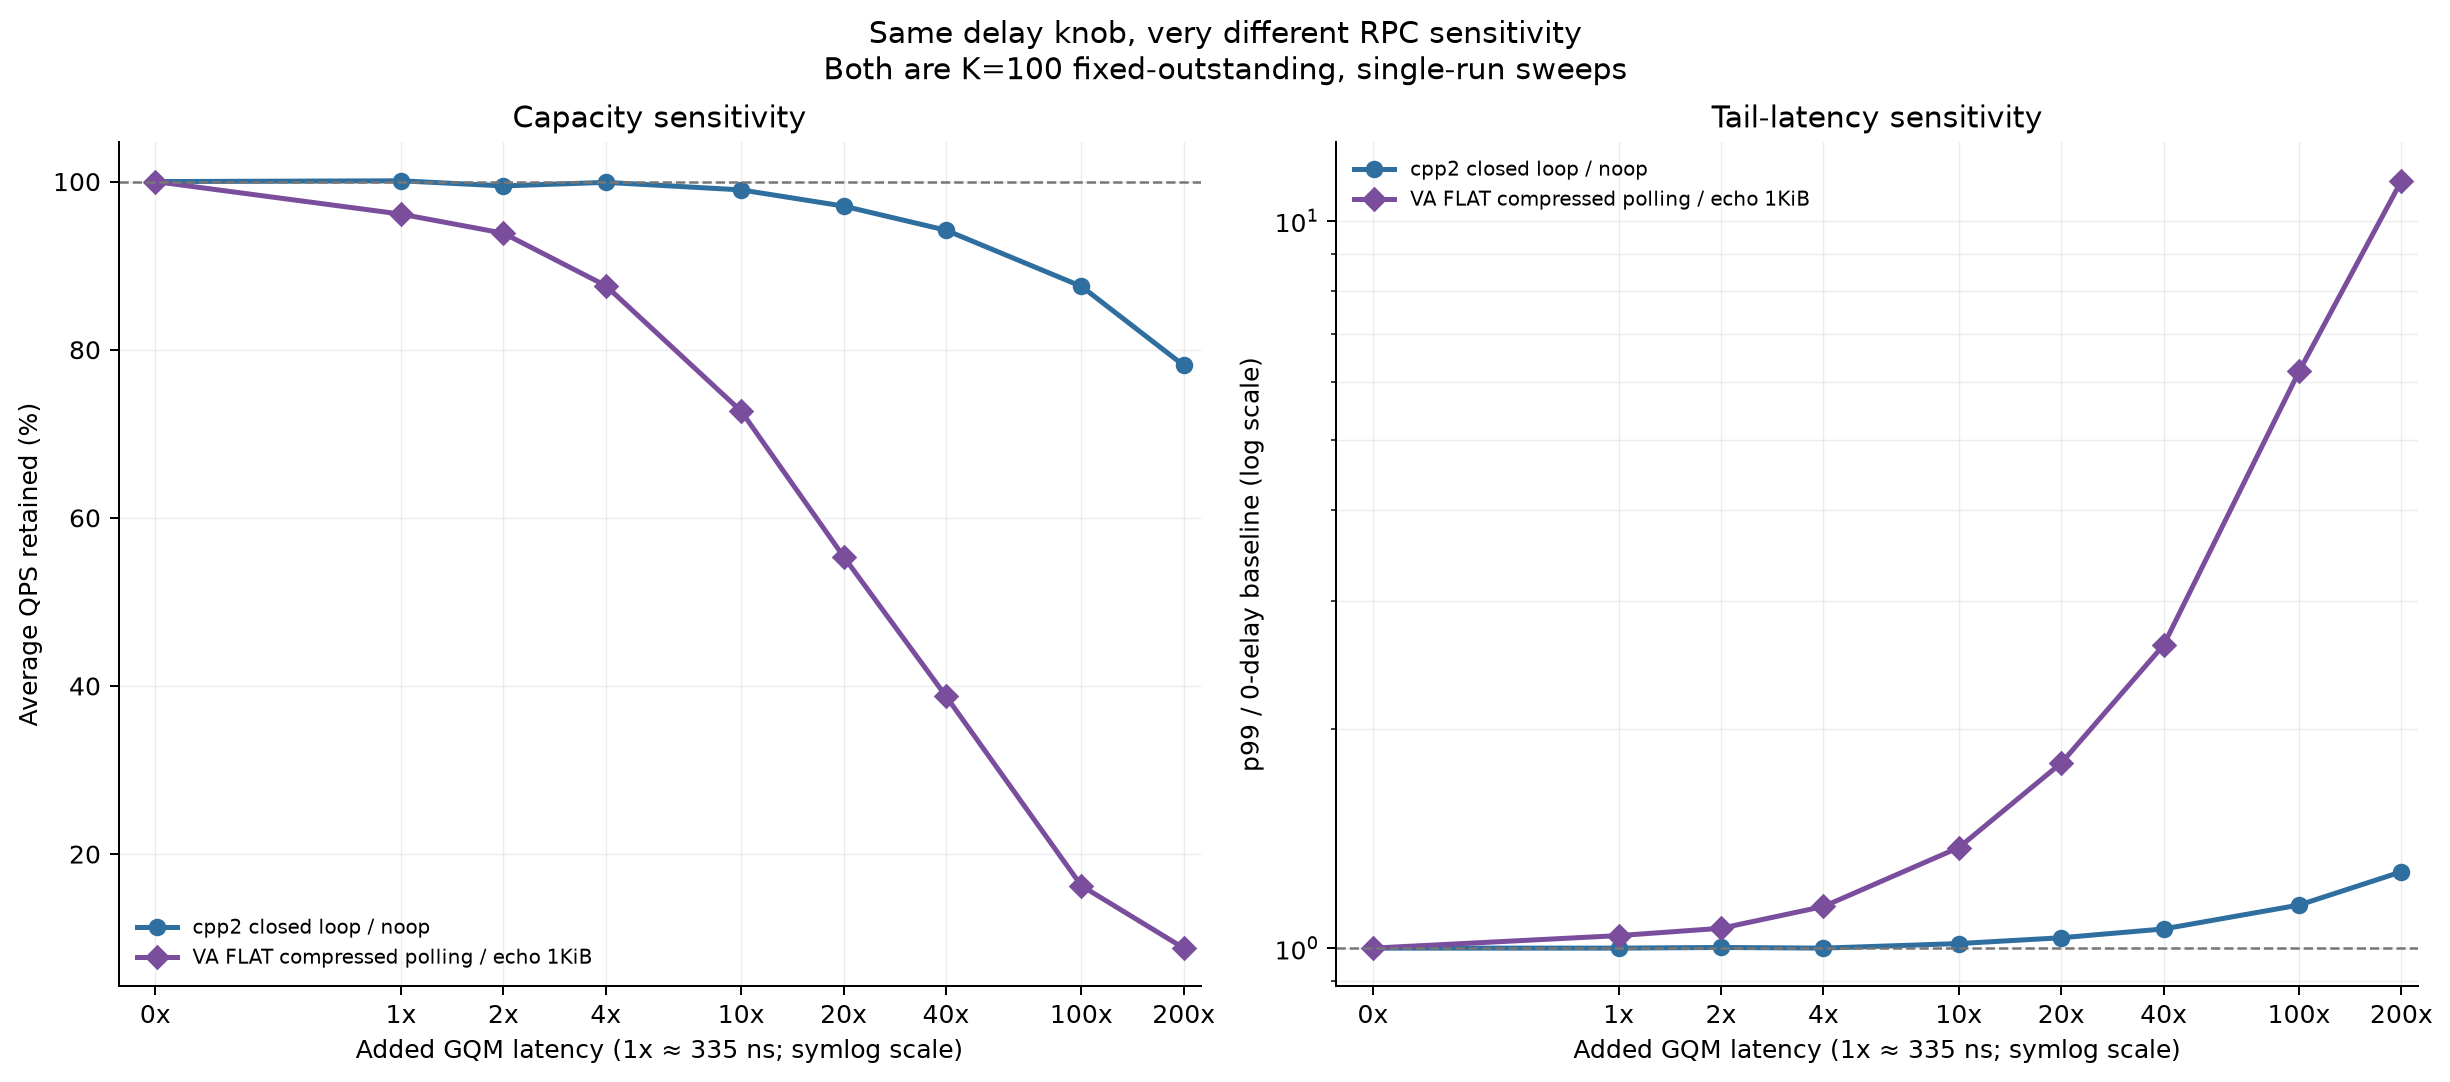 Same delay knob, very different RPC sensitivity
Both are K=100 fixed-outstanding, single-run sweeps
Capacity sensitivity
Average QPS retained (%)
100
80
60
40
20
cpp2 closed loop / noop
VA FLAT compressed polling / echo 1KiB
0x
1x
2x
4x
10x
20x
40x
100x
200x
Added GQM latency (1x ≈ 335 ns; symlog scale)
Tail-latency sensitivity
p99 / 0-delay baseline (log scale)
cpp2 closed loop / noop
VA FLAT compressed polling / echo 1KiB
10¹
10⁰
0x
1x
2x
4x
10x
20x
40x
100x
200x
Added GQM latency (1x ≈ 335 ns; symlog scale)